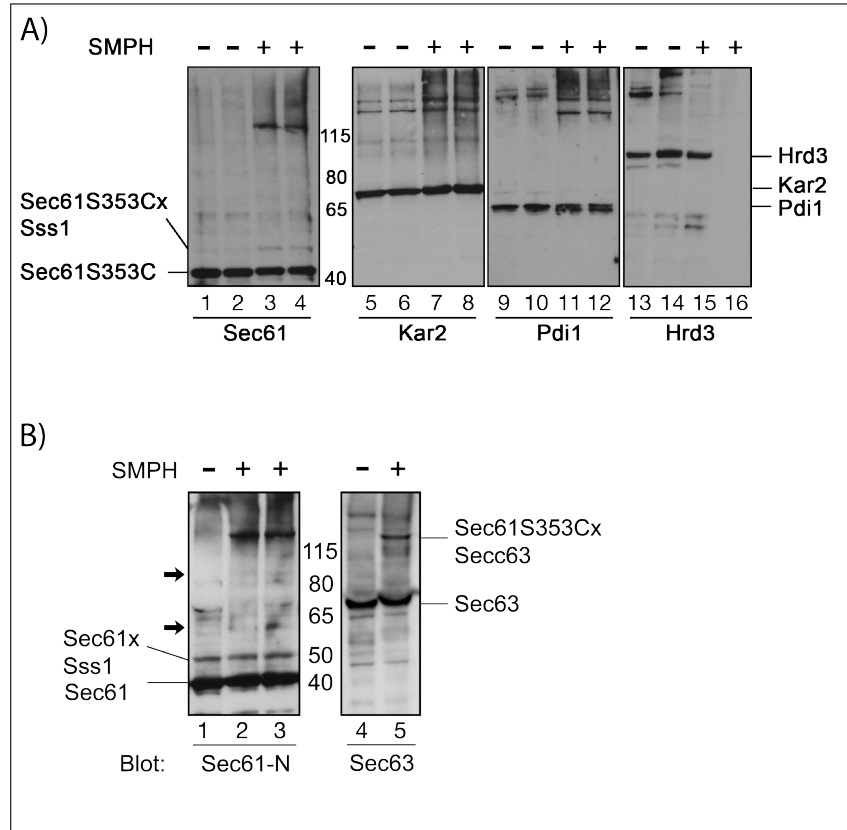 A)
SMPH - - + + - - + + - - + + - - + +
115
80
65
40
Sec61S353Cx
Sss1
Sec61S353C
Hrd3
Kar2
Pdi1
1 2 3 4 5 6 7 8 9 10 11 12 13 14 15 16
Sec61 Kar2 Pdi1 Hrd3
B)
SMPH - + + - +
115
80
65
50
40
Sec61x
Sss1
Sec61
Sec61S353Cx
Secc63
Sec63
1 2 3 4 5
Blot: Sec61-N Sec63